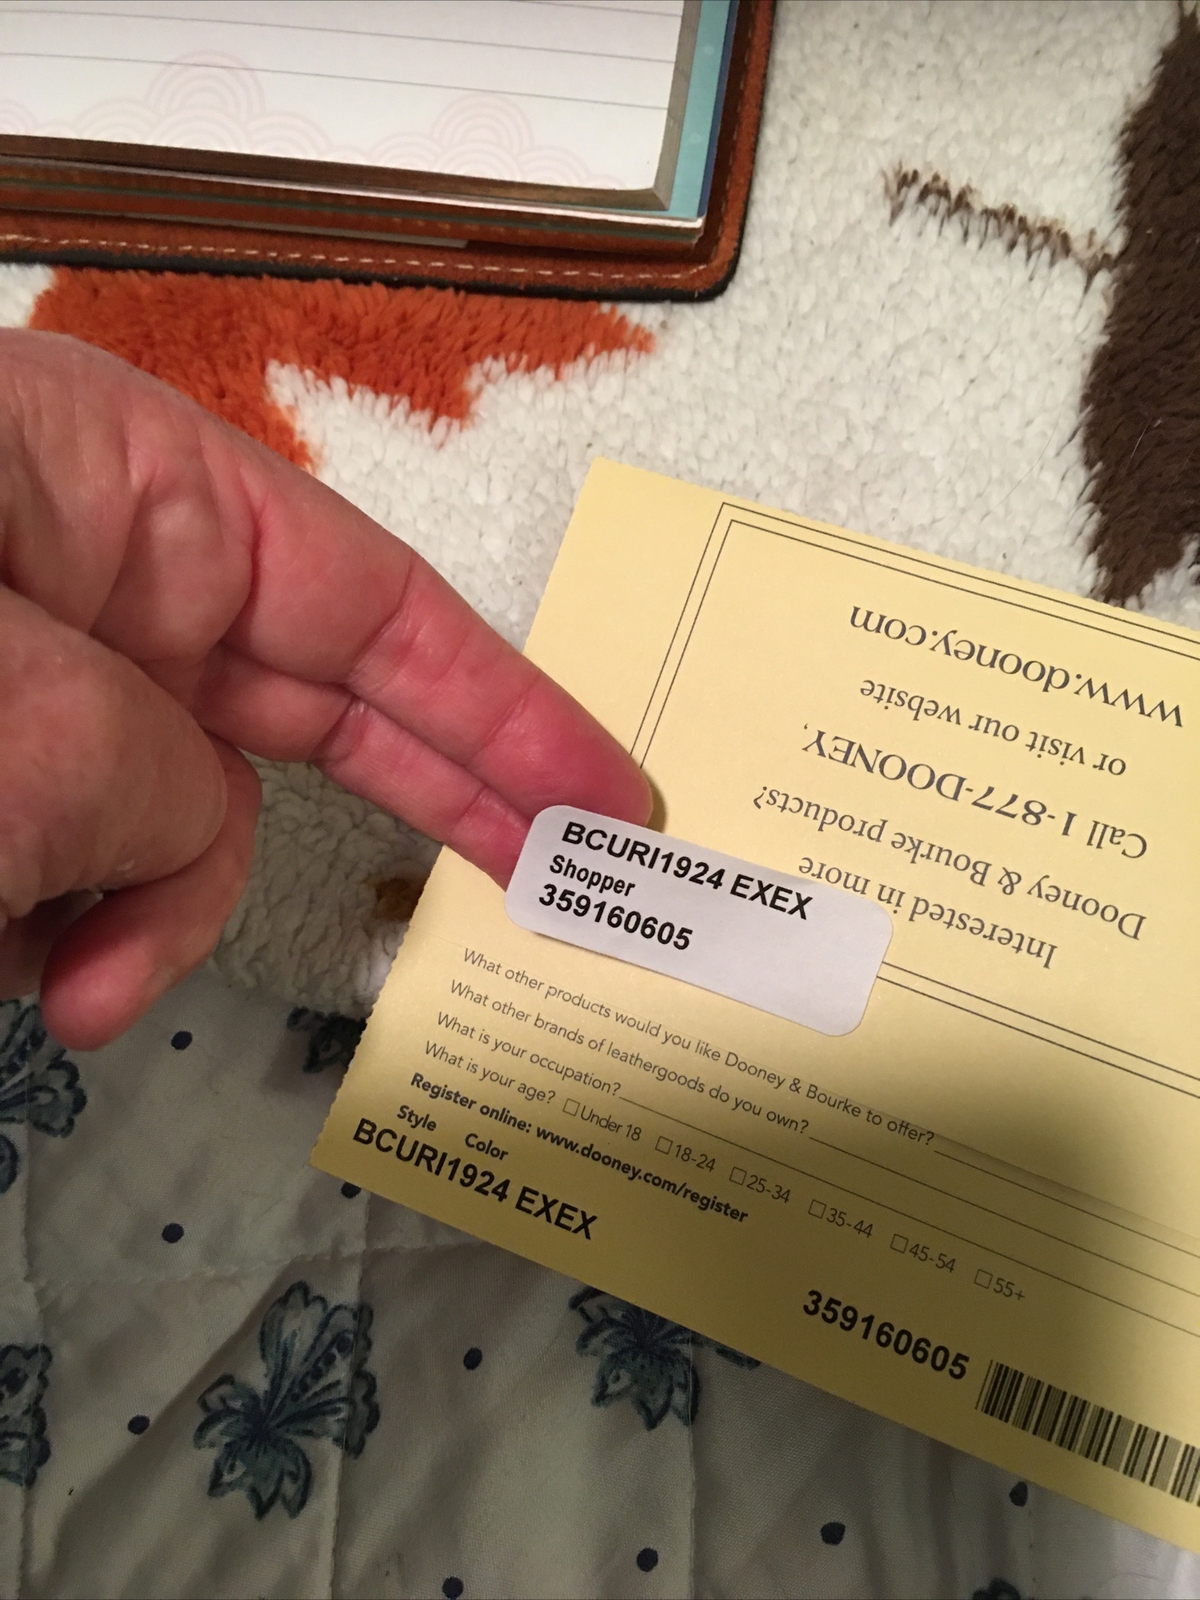 BCURI1924 EXEX
Shopper
359160605
Interested in more
Dooney & Bourke products?
Call 1-877-DOONEY,
or visit our website
www.dooney.com
What other products would you like Dooney & Bourke to offer?
What other brands of leathergoods do you own?
What is your occupation?
What is your age? ☐Under 18 ☐18-24 ☐25-34 ☐35-44 ☐45-54 ☐55+
Register online: www.dooney.com/register
Style Color
BCURI1924 EXEX
359160605